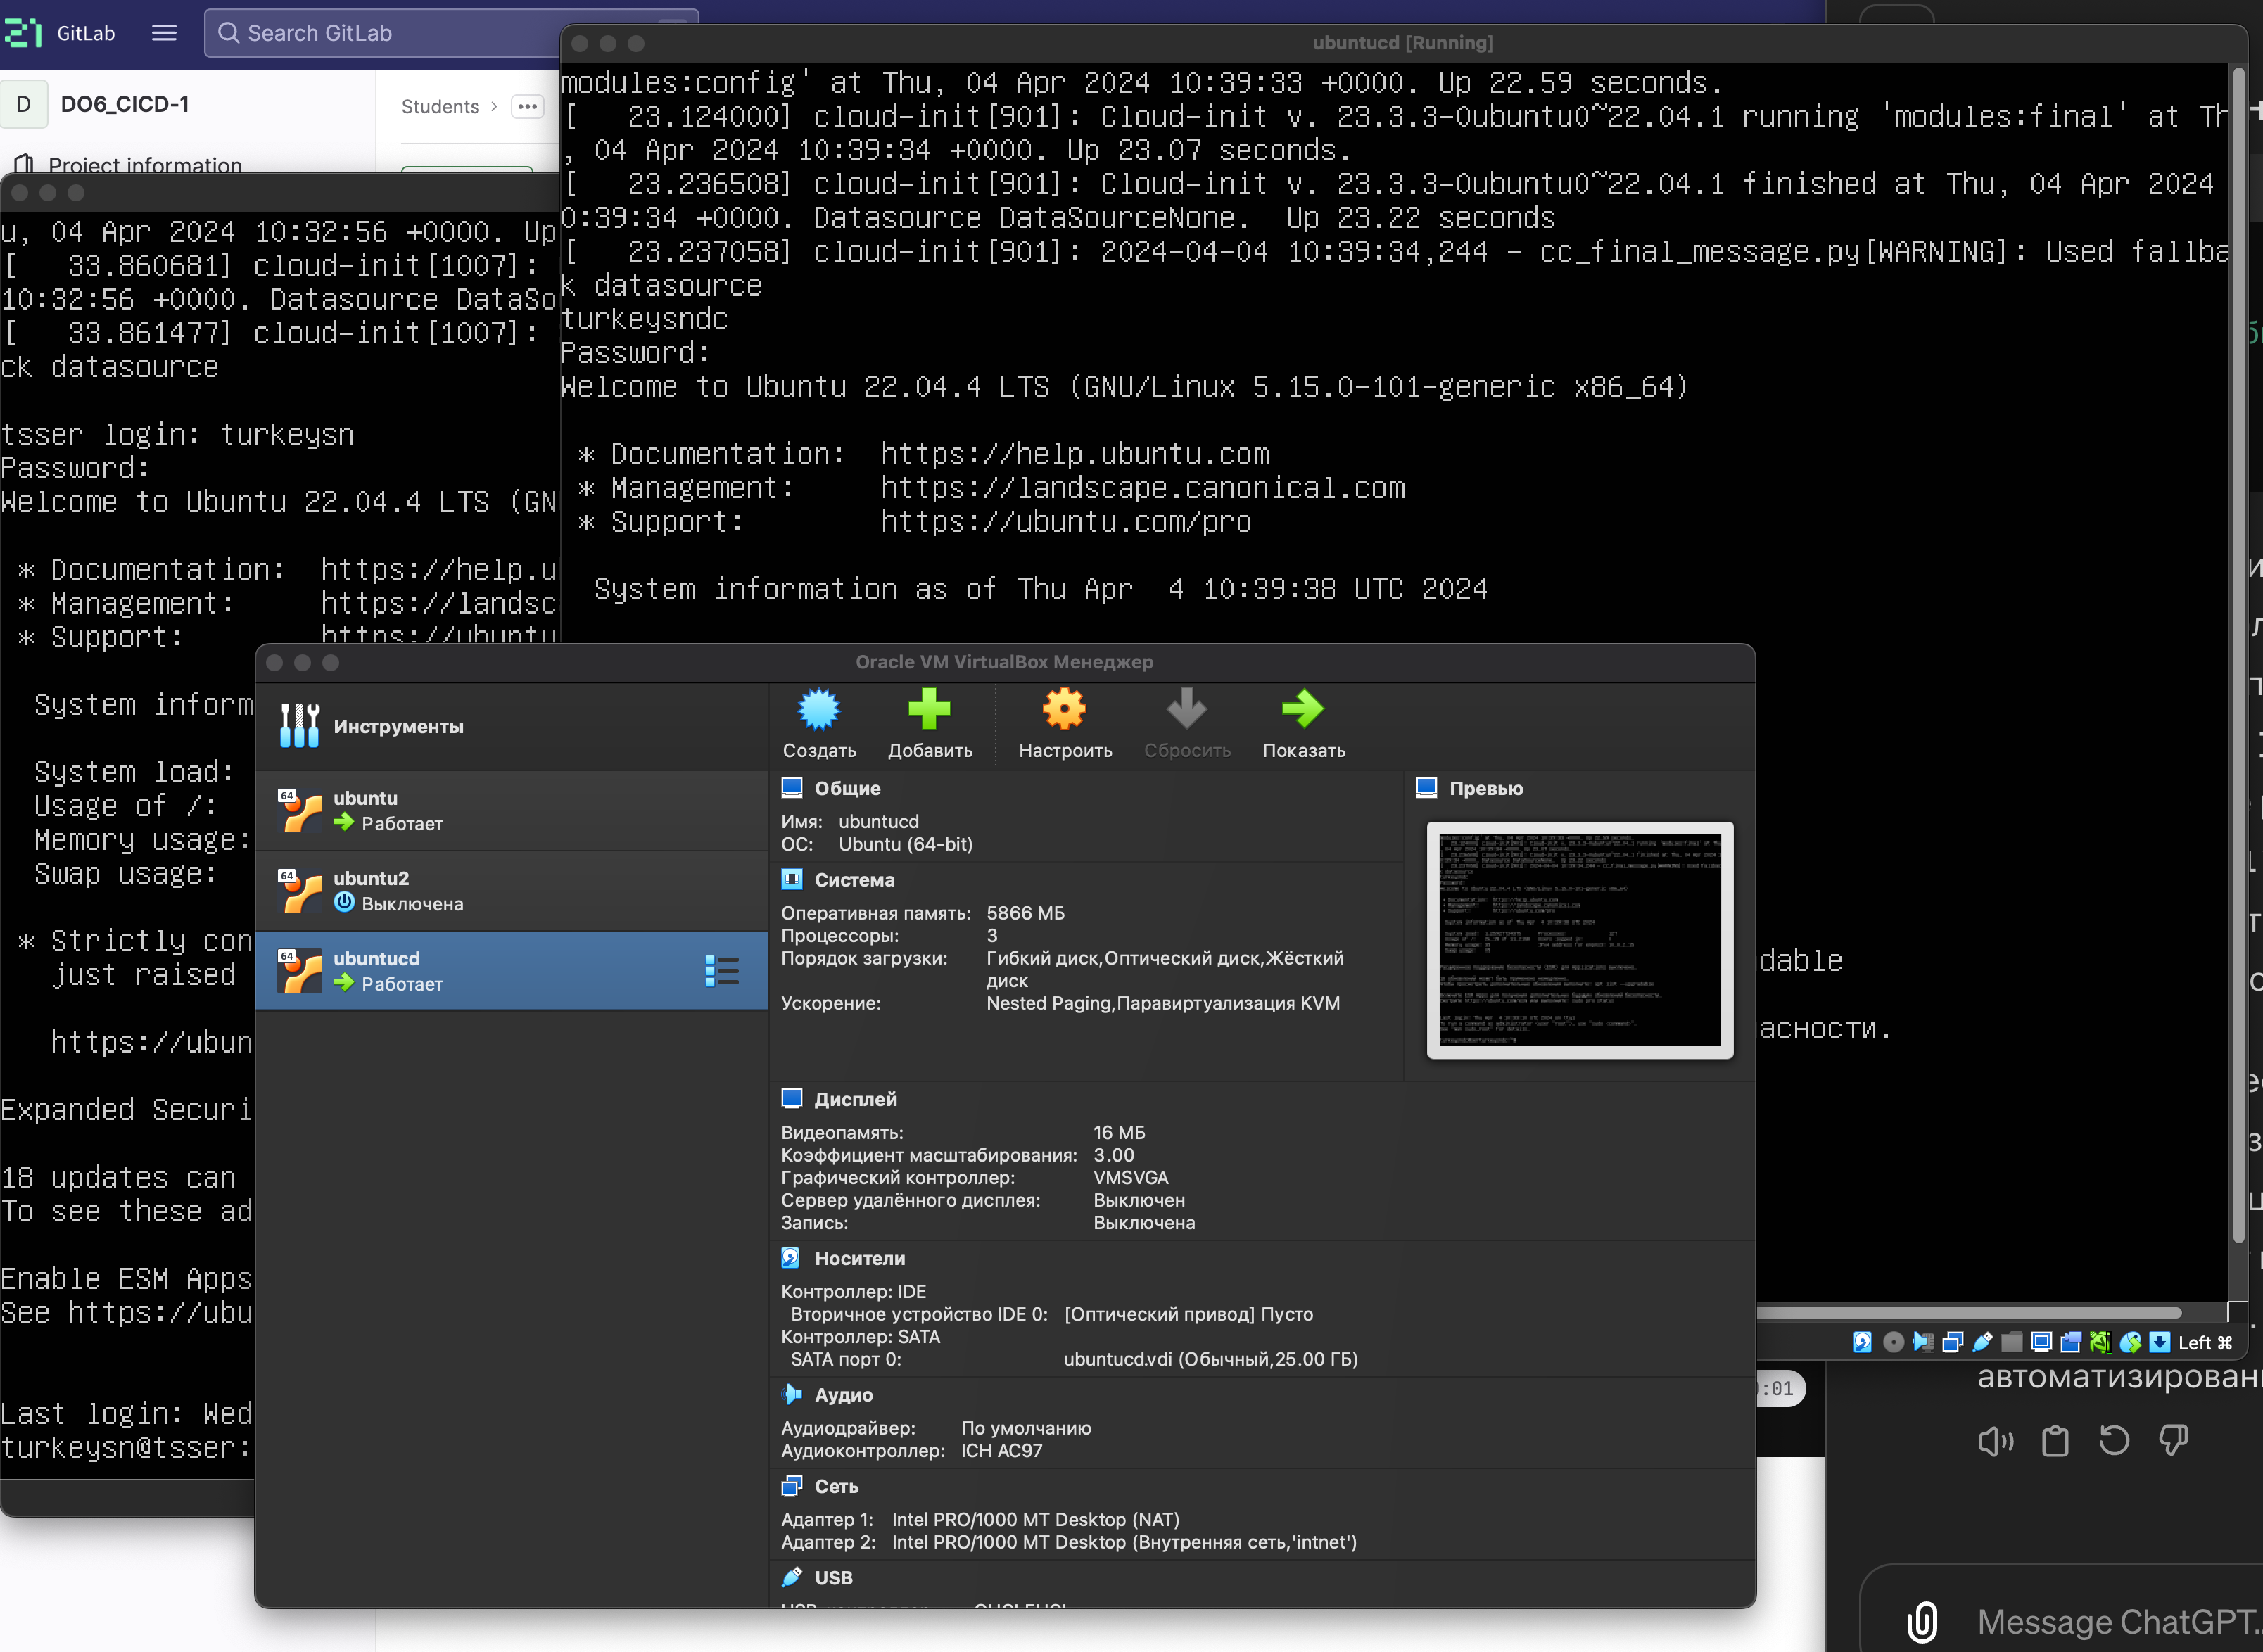 GitLab
Search GitLab
D
DO6_CICD-1
Students
Project information
ubuntucd [Running]
modules:config' at Thu, 04 Apr 2024 10:39:33 +0000. Up 22.59 seconds.
[   23.124000] cloud-init[901]: Cloud-init v. 23.3.3-0ubuntu0~22.04.1 running 'modules:final' at Th
, 04 Apr 2024 10:39:34 +0000. Up 23.07 seconds.
[   23.236508] cloud-init[901]: Cloud-init v. 23.3.3-0ubuntu0~22.04.1 finished at Thu, 04 Apr 2024
0:39:34 +0000. Datasource DataSourceNone.  Up 23.22 seconds
[   23.237058] cloud-init[901]: 2024-04-04 10:39:34,244 - cc_final_message.py[WARNING]: Used fallba
k datasource
turkeysndc
Password:
Welcome to Ubuntu 22.04.4 LTS (GNU/Linux 5.15.0-101-generic x86_64)
* Documentation:  https://help.ubuntu.com
* Management:     https://landscape.canonical.com
* Support:        https://ubuntu.com/pro
System information as of Thu Apr  4 10:39:38 UTC 2024
dable
асности.
Left ⌘
u, 04 Apr 2024 10:32:56 +0000. Up
[   33.860681] cloud-init[1007]:
10:32:56 +0000. Datasource DataSo
[   33.861477] cloud-init[1007]:
ck datasource
tsser login: turkeysn
Password:
Welcome to Ubuntu 22.04.4 LTS (GN
* Documentation:  https://help.u
* Management:     https://landsc
* Support:        https://ubuntu
System inform
System load:
Usage of /:
Memory usage:
Swap usage:
* Strictly con
just raised
https://ubun
Expanded Securi
18 updates can
To see these ad
Enable ESM Apps
See https://ubu
Last login: Wed
turkeysn@tsser:
Oracle VM VirtualBox Менеджер
Инструменты
Создать
Добавить
Настроить
Сбросить
Показать
64
ubuntu
Работает
64
ubuntu2
Выключена
64
ubuntucd
Работает
Общие
Имя: ubuntucd
ОС: Ubuntu (64-bit)
Превью
Система
Оперативная память: 5866 МБ
Процессоры: 3
Порядок загрузки: Гибкий диск,Оптический диск,Жёсткий
диск
Ускорение: Nested Paging,Паравиртуализация KVM
Дисплей
Видеопамять: 16 МБ
Коэффициент масштабирования: 3.00
Графический контроллер: VMSVGA
Сервер удалённого дисплея: Выключен
Запись: Выключена
Носители
Контроллер: IDE
Вторичное устройство IDE 0: [Оптический привод] Пусто
Контроллер: SATA
SATA порт 0: ubuntucd.vdi (Обычный,25.00 ГБ)
Аудио
Аудиодрайвер: По умолчанию
Аудиоконтроллер: ICH AC97
Сеть
Адаптер 1: Intel PRO/1000 MT Desktop (NAT)
Адаптер 2: Intel PRO/1000 MT Desktop (Внутренняя сеть,'intnet')
USB
:01
автоматизирован
Message ChatGPT.